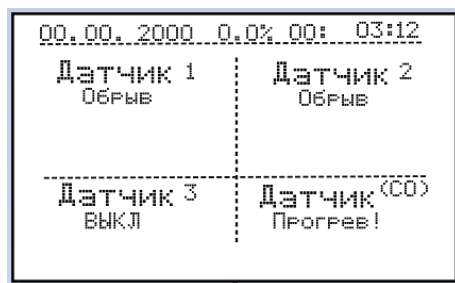 00.00. 2000 0.0% 00: 03:12
Датчик 1
Обрыв
Датчик 2
Обрыв
Датчик 3
ВЫКЛ
Датчик (CO)
Прогрев!